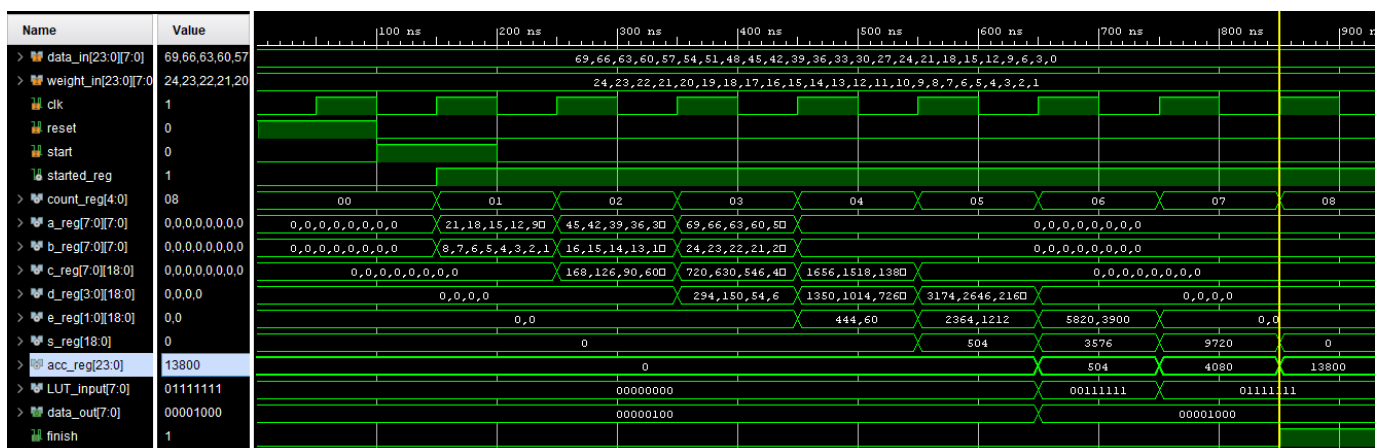 Name Value 100 ns 200 ns 300 ns 400 ns 500 ns 600 ns 700 ns 800 ns 900 n
data_in[23:0][7:0] 69,66,63,60,57 69,66,63,60,57,54,51,48,45,42,39,36,33,30,27,24,21,18,15,12,9,6,3,0
weight_in[23:0][7:0 24,23,22,21,20 24,23,22,21,20,19,18,17,16,15,14,13,12,11,10,9,8,7,6,5,4,3,2,1
clk 1
reset 0
start 0
started_reg 1
count_reg[4:0] 08 00 01 02 03 04 05 06 07 08
a_reg[7:0][7:0] 0,0,0,0,0,0,0,0 0,0,0,0,0,0,0,0 21,18,15,12,9 45,42,39,36,3 69,66,63,60,5 0,0,0,0,0,0,0,0
b_reg[7:0][7:0] 0,0,0,0,0,0,0,0 0,0,0,0,0,0,0,0 8,7,6,5,4,3,2,1 16,15,14,13,1 24,23,22,21,2 0,0,0,0,0,0,0,0
c_reg[7:0][18:0] 0,0,0,0,0,0,0,0 0,0,0,0,0,0,0,0 168,126,90,60 720,630,546,4 1656,1518,138 0,0,0,0,0,0,0,0
d_reg[3:0][18:0] 0,0,0,0 0,0,0,0 294,150,54,6 1350,1014,726 3174,2646,216 0,0,0,0
e_reg[1:0][18:0] 0,0 0,0 444,60 2364,1212 5820,3900 0,0
s_reg[18:0] 0 0 504 3576 9720 0
acc_reg[23:0] 13800 0 504 4080 13800
LUT_input[7:0] 01111111 00000000 00111111 01111111
data_out[7:0] 00001000 00000100 00001000
finish 1